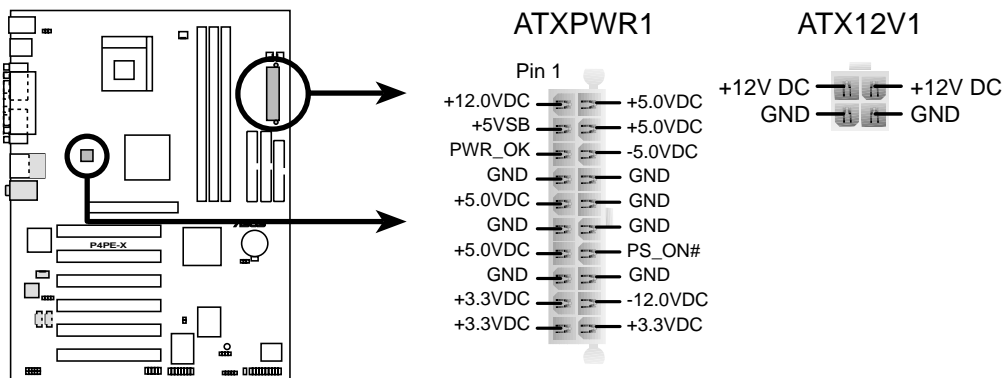 ATXPWR1 ATX12V1
Pin 1
+12.0VDC +5.0VDC
+5VSB +5.0VDC
PWR_OK -5.0VDC
GND GND
+5.0VDC GND
GND GND
+5.0VDC PS_ON#
GND GND
+3.3VDC -12.0VDC
+3.3VDC +3.3VDC
+12V DC +12V DC
GND GND
P4PE-X